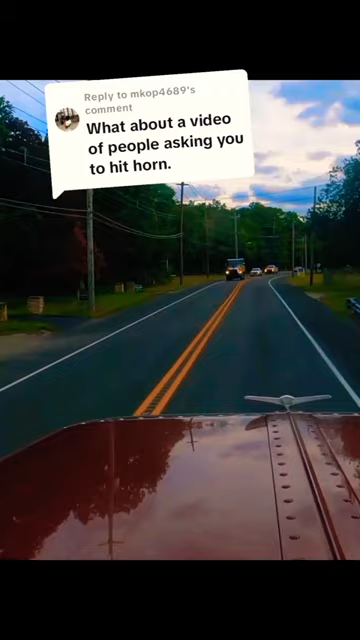 Reply to mkop4689's
comment
What about a video
of people asking you
to hit horn.